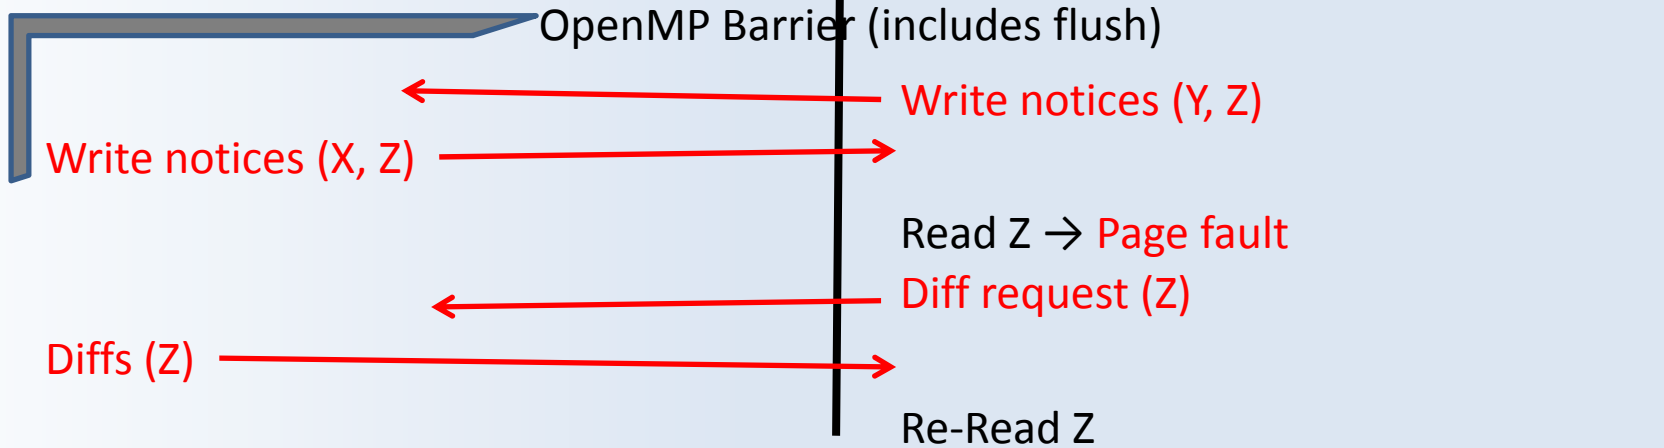 OpenMP Barrier (includes flush)
Write notices (Y, Z)
Write notices (X, Z)
Read Z → Page fault
Diff request (Z)
Diffs (Z)
Re-Read Z